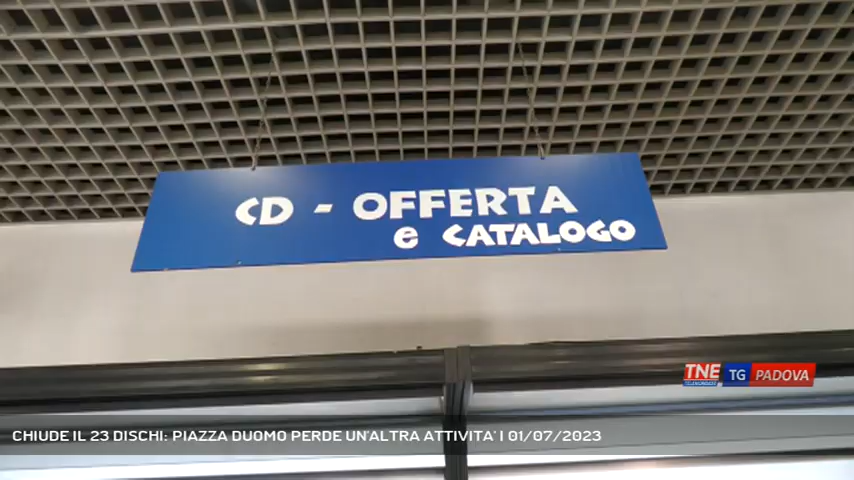 CD - OFFERTA
e CATALOGO
TNE TG PADOVA
TELENORDEST
CHIUDE IL 23 DISCHI: PIAZZA DUOMO PERDE UN'ALTRA ATTIVITA' | 01/07/2023